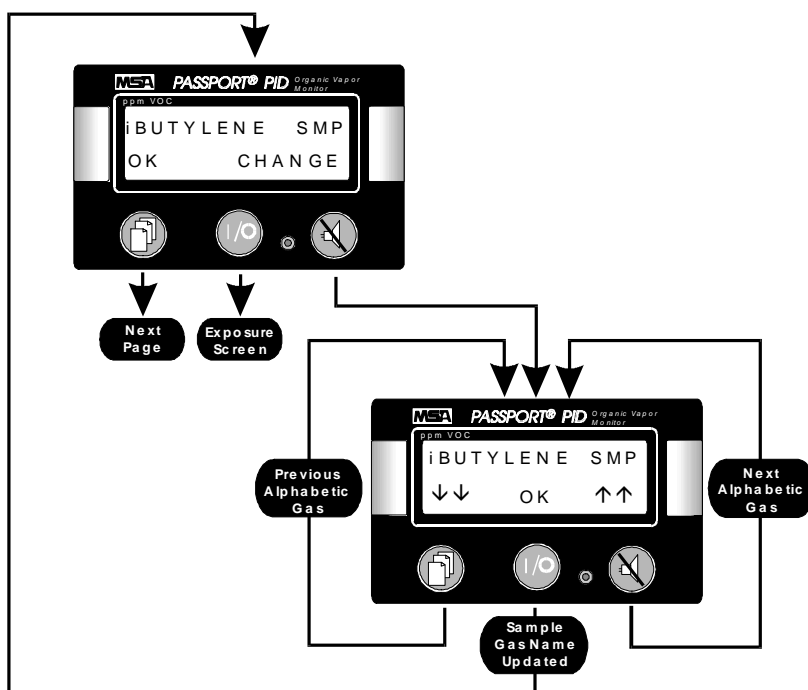 MSA PASSPORT® PID Organic Vapor Monitor
ppm VOC
iBUTYLENE SMP
OK CHANGE
I/O
Next Page
Exposure Screen
MSA PASSPORT® PID Organic Vapor Monitor
ppm VOC
iBUTYLENE SMP
↓↓ OK ↑↑
I/O
Previous Alphabetic Gas
Next Alphabetic Gas
Sample Gas Name Updated